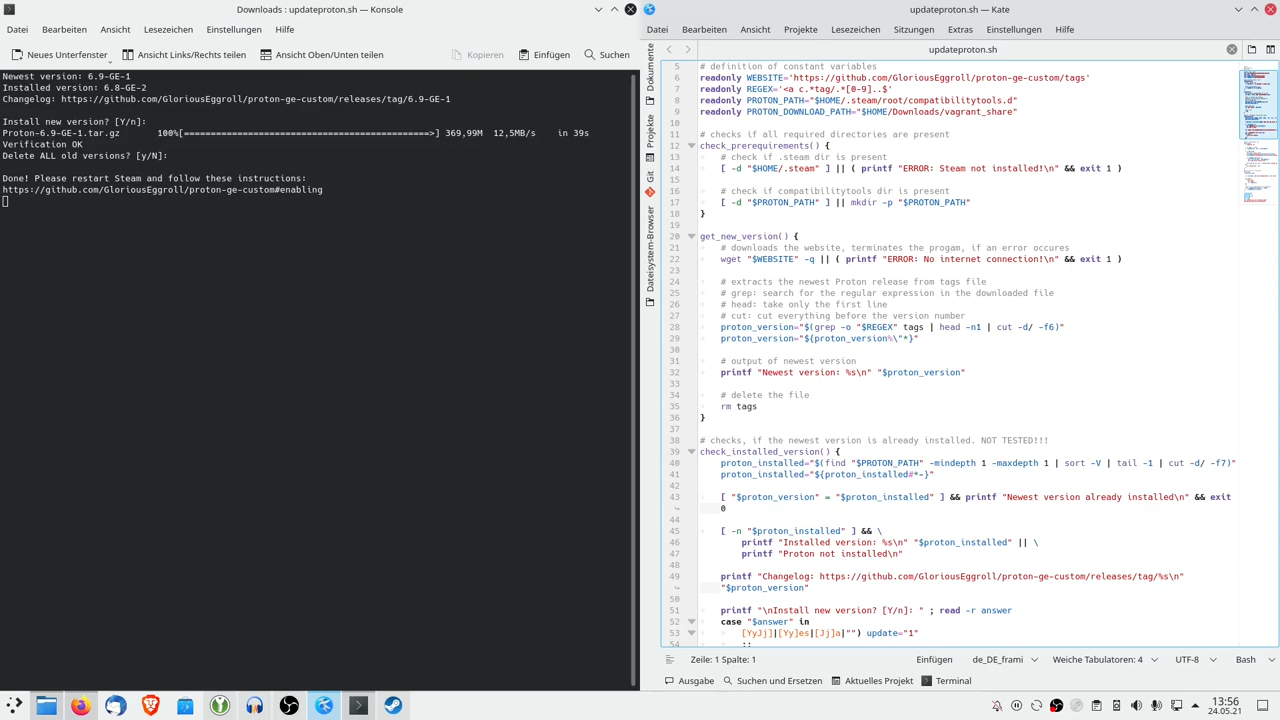 Downloads : updateproton.sh — Konsole
Datei Bearbeiten Ansicht Lesezeichen Einstellungen Hilfe
Neues Unterfenster Ansicht Links/Rechts teilen Ansicht Oben/Unten teilen Kopieren Einfügen Suchen
Newest version: 6.9-GE-1
Installed version: 6.8-GE-2
Changelog: https://github.com/GloriousEggroll/proton-ge-custom/releases/tag/6.9-GE-1
Install new version? [Y/n]:
Proton-6.9-GE-1.tar.gz 100%[==============================================>] 369,99M 12,5MB/s in 39s
Verification OK
Delete ALL old versions? [y/N]:
Done! Please restart Steam and follow these instructions:
https://github.com/GloriousEggroll/proton-ge-custom#enabling
updateproton.sh — Kate
Datei Bearbeiten Ansicht Projekte Lesezeichen Sitzungen Extras Einstellungen Hilfe
updateproton.sh
Dokumente
Projekte
Git
Dateisystem-Browser
5 # definition of constant variables
6 readonly WEBSITE='https://github.com/GloriousEggroll/proton-ge-custom/tags'
7 readonly REGEX='<a c.*tag/.*[0-9]..$'
8 readonly PROTON_PATH="$HOME/.steam/root/compatibilitytools.d"
9 readonly PROTON_DOWNLOAD_PATH="$HOME/Downloads/vagrant_share"
10
11 # checks if all required directories are present
12 check_prerequirements() {
13 # check if .steam dir is present
14 [ -d "$HOME/.steam" ] || ( printf "ERROR: Steam not installed!\n" && exit 1 )
15
16 # check if compatibilitytools dir is present
17 [ -d "$PROTON_PATH" ] || mkdir -p "$PROTON_PATH"
18 }
19
20 get_new_version() {
21 # downloads the website, terminates the progam, if an error occures
22 wget "$WEBSITE" -q || ( printf "ERROR: No internet connection!\n" && exit 1 )
23
24 # extracts the newest Proton release from tags file
25 # grep: search for the regular expression in the downloaded file
26 # head: take only the first line
27 # cut: cut everything before the version number
28 proton_version="$(grep -o "$REGEX" tags | head -n1 | cut -d/ -f6)"
29 proton_version="${proton_version%\"*}"
30
31 # output of newest version
32 printf "Newest version: %s\n" "$proton_version"
33
34 # delete the file
35 rm tags
36 }
37
38 # checks, if the newest version is already installed. NOT TESTED!!!
39 check_installed_version() {
40 proton_installed="$(find "$PROTON_PATH" -mindepth 1 -maxdepth 1 | sort -V | tail -1 | cut -d/ -f7)"
41 proton_installed="${proton_installed#*-}"
42
43 [ "$proton_version" = "$proton_installed" ] && printf "Newest version already installed\n" && exit
0
44
45 [ -n "$proton_installed" ] && \
46 printf "Installed version: %s\n" "$proton_installed" || \
47 printf "Proton not installed\n"
48
49 printf "Changelog: https://github.com/GloriousEggroll/proton-ge-custom/releases/tag/%s\n"
"$proton_version"
50
51 printf "\nInstall new version? [Y/n]: " ; read -r answer
52 case "$answer" in
53 [YyJj]|[Yy]es|[Jj]a|"") update="1"
54 ;;
Zeile: 1 Spalte: 1 Einfügen de_DE_frami Weiche Tabulatoren: 4 UTF-8 Bash
Ausgabe Suchen und Ersetzen Aktuelles Projekt Terminal
13:56
24.05.21